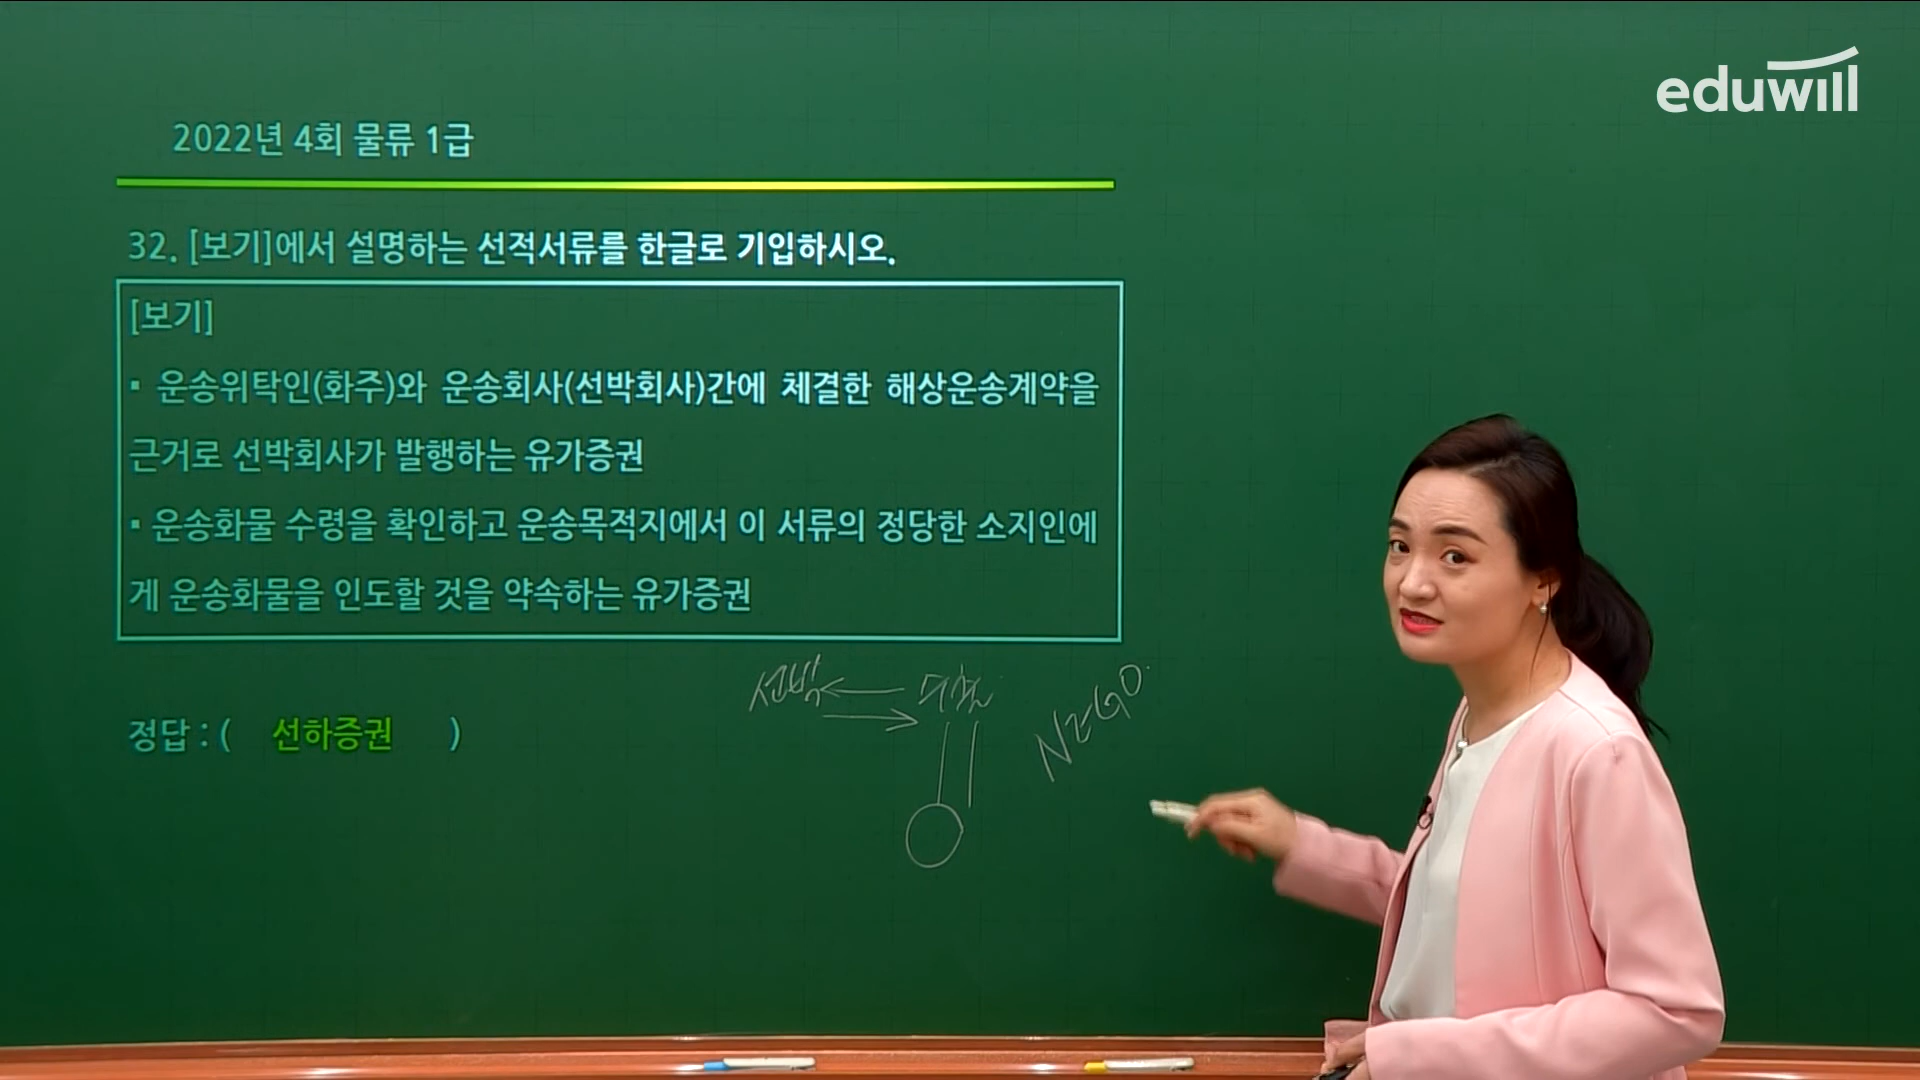 eduwill
2022년 4회 물류 1급
32. [보기]에서 설명하는 선적서류를 한글로 기입하시오.
[보기]
▪ 운송위탁인(화주)와 운송회사(선박회사)간에 체결한 해상운송계약을
근거로 선박회사가 발행하는 유가증권
▪ 운송화물 수령을 확인하고 운송목적지에서 이 서류의 정당한 소지인에
게 운송화물을 인도할 것을 약속하는 유가증권
선박
NEGO
정답 : ( 선하증권 )